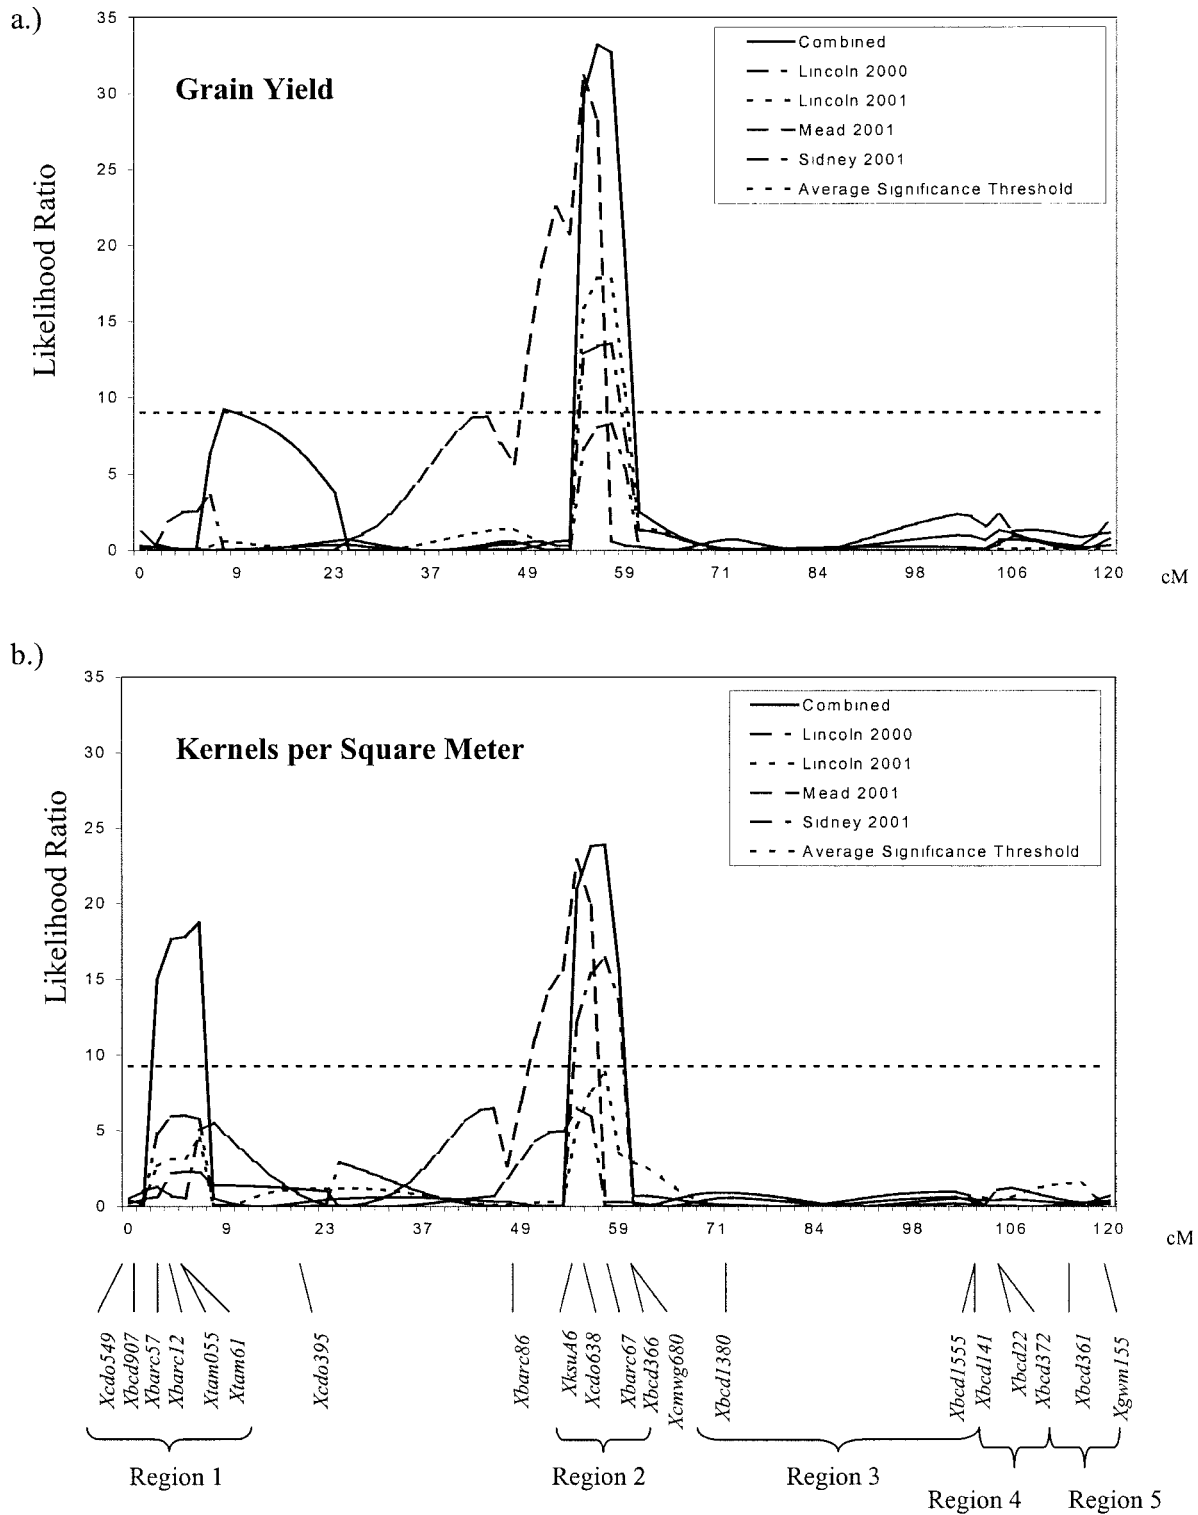 a.)
Grain Yield
Likelihood Ratio
35
30
25
20
15
10
5
0
Combined
Lincoln 2000
Lincoln 2001
Mead 2001
Sidney 2001
Average Significance Threshold
0 9 23 37 49 59 71 84 98 106 120
cM
b.)
Kernels per Square Meter
Likelihood Ratio
35
30
25
20
15
10
5
0
Combined
Lincoln 2000
Lincoln 2001
Mead 2001
Sidney 2001
Average Significance Threshold
0 9 23 37 49 59 71 84 98 106 120
cM
Xcdo549
Xbcd907
Xbarc57
Xbarc12
Xtam055
Xtam61
Xcdo395
Xbarc86
XksuA6
Xcdo638
Xbarc67
Xbcd366
Xcmwg680
Xbcd1380
Xbcd1555
Xbcd141
Xbcd22
Xbcd372
Xbcd361
Xgwm155
Region 1
Region 2
Region 3
Region 4
Region 5